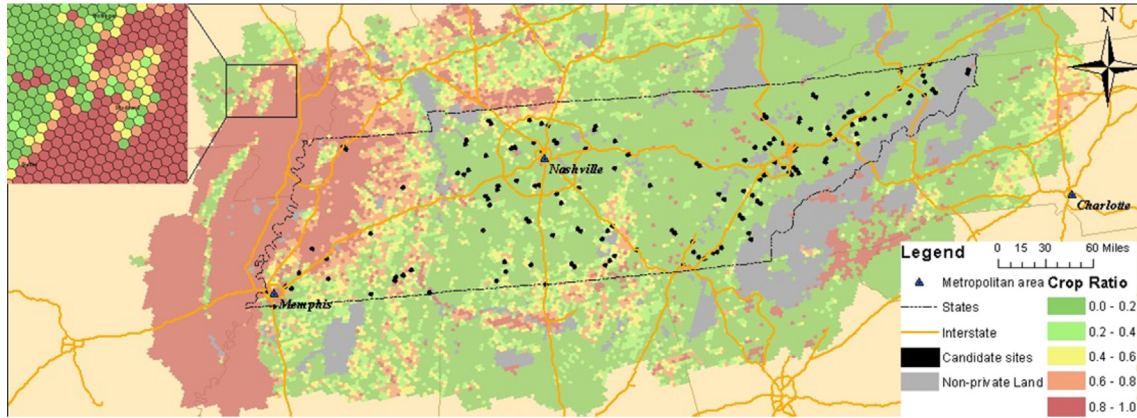 N
Nashville
Charlotte
Memphis
Legend
0 15 30 60 Miles
Metropolitan area
States
Interstate
Candidate sites
Non-private Land
Crop Ratio
0.0 - 0.2
0.2 - 0.4
0.4 - 0.6
0.6 - 0.8
0.8 - 1.0